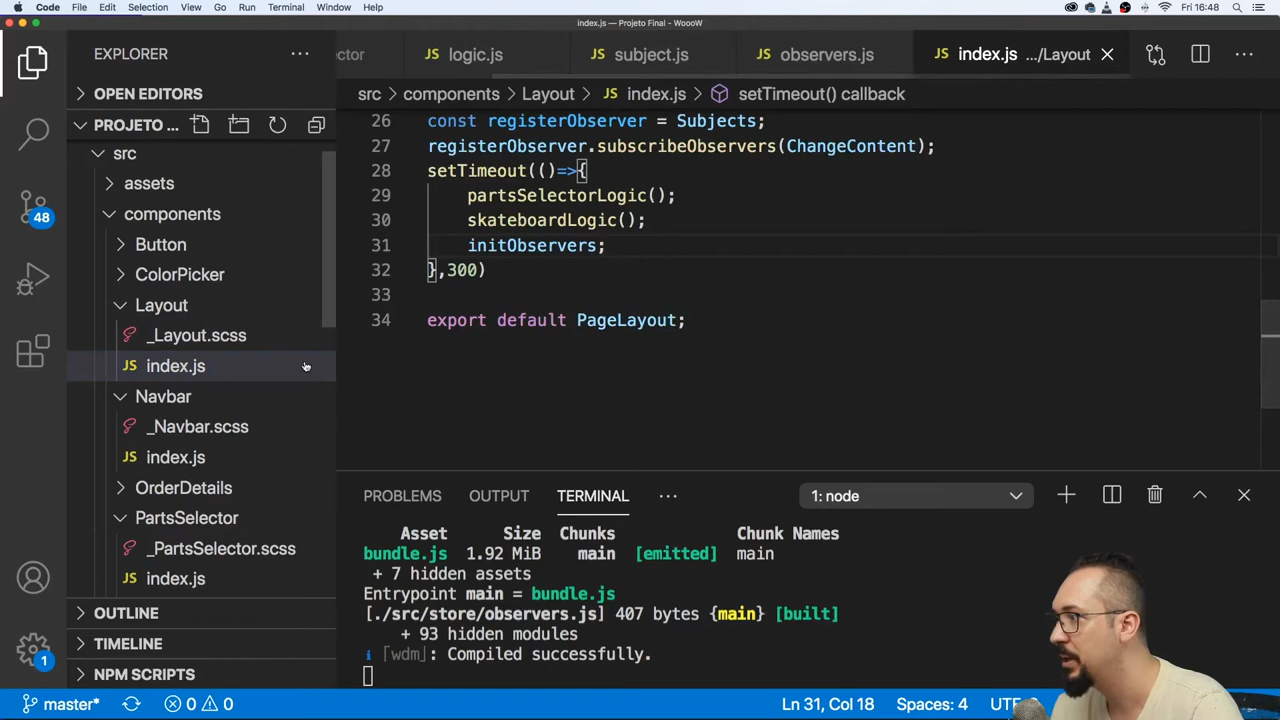 Code File Edit Selection View Go Run Terminal Window Help Fri 16:48
index.js — Projeto Final - WoooW
EXPLORER
ctor logic.js subject.js observers.js index.js .../Layout
OPEN EDITORS
src components Layout JS index.js setTimeout() callback
PROJETO ...
src
assets
components
Button
ColorPicker
Layout
_Layout.scss
JS index.js
Navbar
_Navbar.scss
JS index.js
OrderDetails
PartsSelector
_PartsSelector.scss
JS index.js
OUTLINE
TIMELINE
NPM SCRIPTS
48
1
26 const registerObserver = Subjects;
27 registerObserver.subscribeObservers(ChangeContent);
28 setTimeout(()=>{
29 partsSelectorLogic();
30 skateboardLogic();
31 initObservers;
32 },300)
33
34 export default PageLayout;
PROBLEMS OUTPUT TERMINAL ... 1: node
Asset Size Chunks Chunk Names
bundle.js 1.92 MiB main [emitted] main
+ 7 hidden assets
Entrypoint main = bundle.js
[./src/store/observers.js] 407 bytes {main} [built]
+ 93 hidden modules
i ｢wdm｣: Compiled successfully.
master* 0 0 Ln 31, Col 18 Spaces: 4